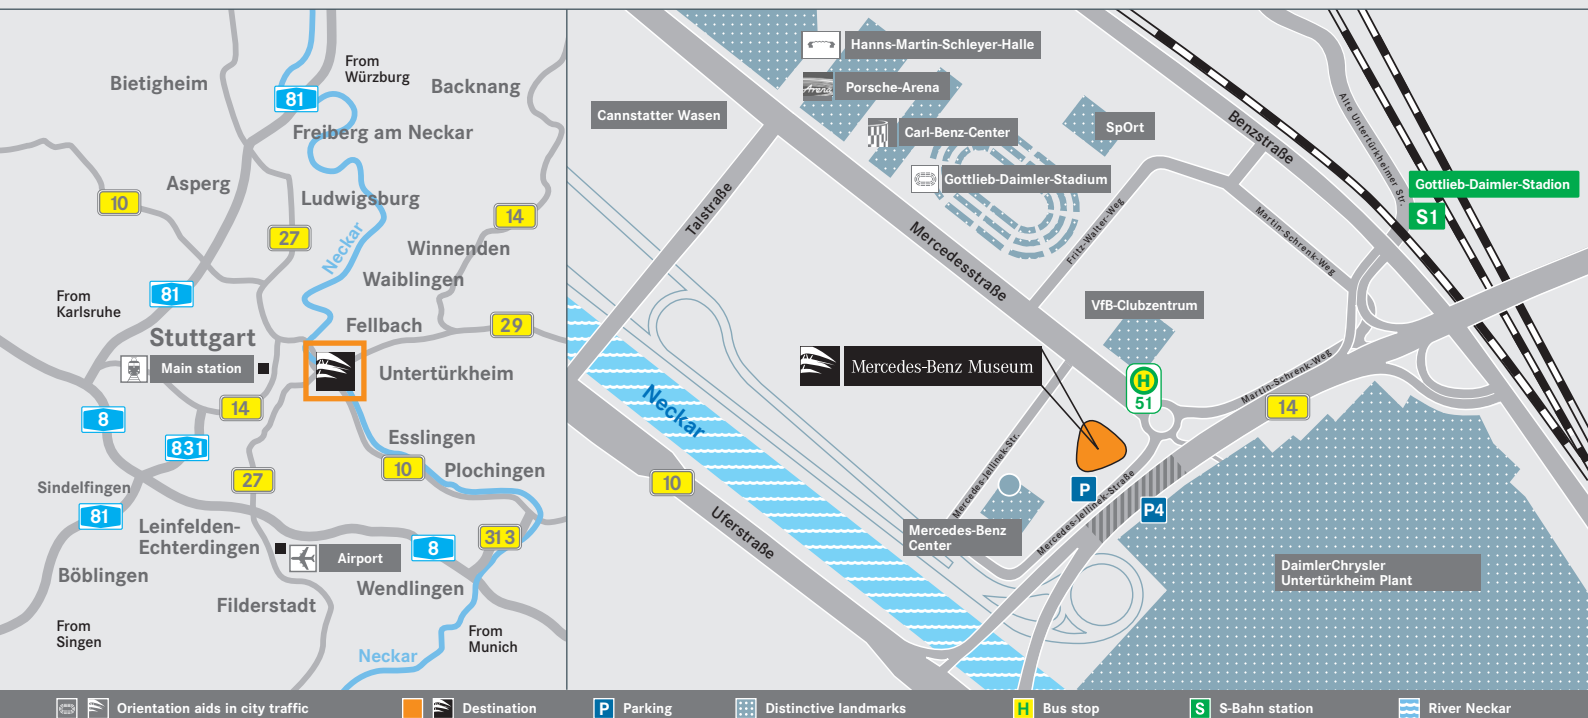 From
Würzburg
Bietigheim
Backnang
81
Freiberg am Neckar
Asperg
Ludwigsburg
10
14
27
Neckar
Winnenden
Waiblingen
From
Karlsruhe
81
Stuttgart
Fellbach
29
Main station
Untertürkheim
14
8
831
Esslingen
10
Plochingen
27
Sindelfingen
81
Leinfelden-
Echterdingen
313
8
Airport
Böblingen
Wendlingen
Filderstadt
From
Singen
From
Munich
Neckar
Hanns-Martin-Schleyer-Halle
Arena
Porsche-Arena
Cannstatter Wasen
Carl-Benz-Center
SpOrt
Benzstraße
Alte Untertürkheimer Str.
Gottlieb-Daimler-Stadium
Gottlieb-Daimler-Stadion
S1
Talstraße
Mercedesstraße
Fritz-Walter-Weg
Martin-Schrenk-Weg
VfB-Clubzentrum
Mercedes-Benz Museum
H
51
Martin-Schrenk-Weg
14
Neckar
Mercedes-Jellinek-Str.
10
P
Mercedes-Jellinek-Straße
P4
Uferstraße
Mercedes-Benz
Center
DaimlerChrysler
Untertürkheim Plant
Orientation aids in city traffic
Destination
P
Parking
Distinctive landmarks
H
Bus stop
S
S-Bahn station
River Neckar